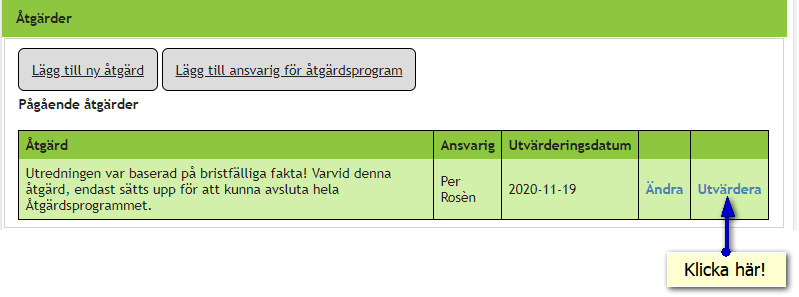 Åtgärder
Lägg till ny åtgärd
Lägg till ansvarig för åtgärdsprogram
Pågående åtgärder
Åtgärd Ansvarig Utvärderingsdatum
Utredningen var baserad på bristfälliga fakta! Varvid denna
åtgärd, endast sätts upp för att kunna avsluta hela
Åtgärdsprogrammet.
Per
Rosèn
2020-11-19
Ändra
Utvärdera
Klicka här!